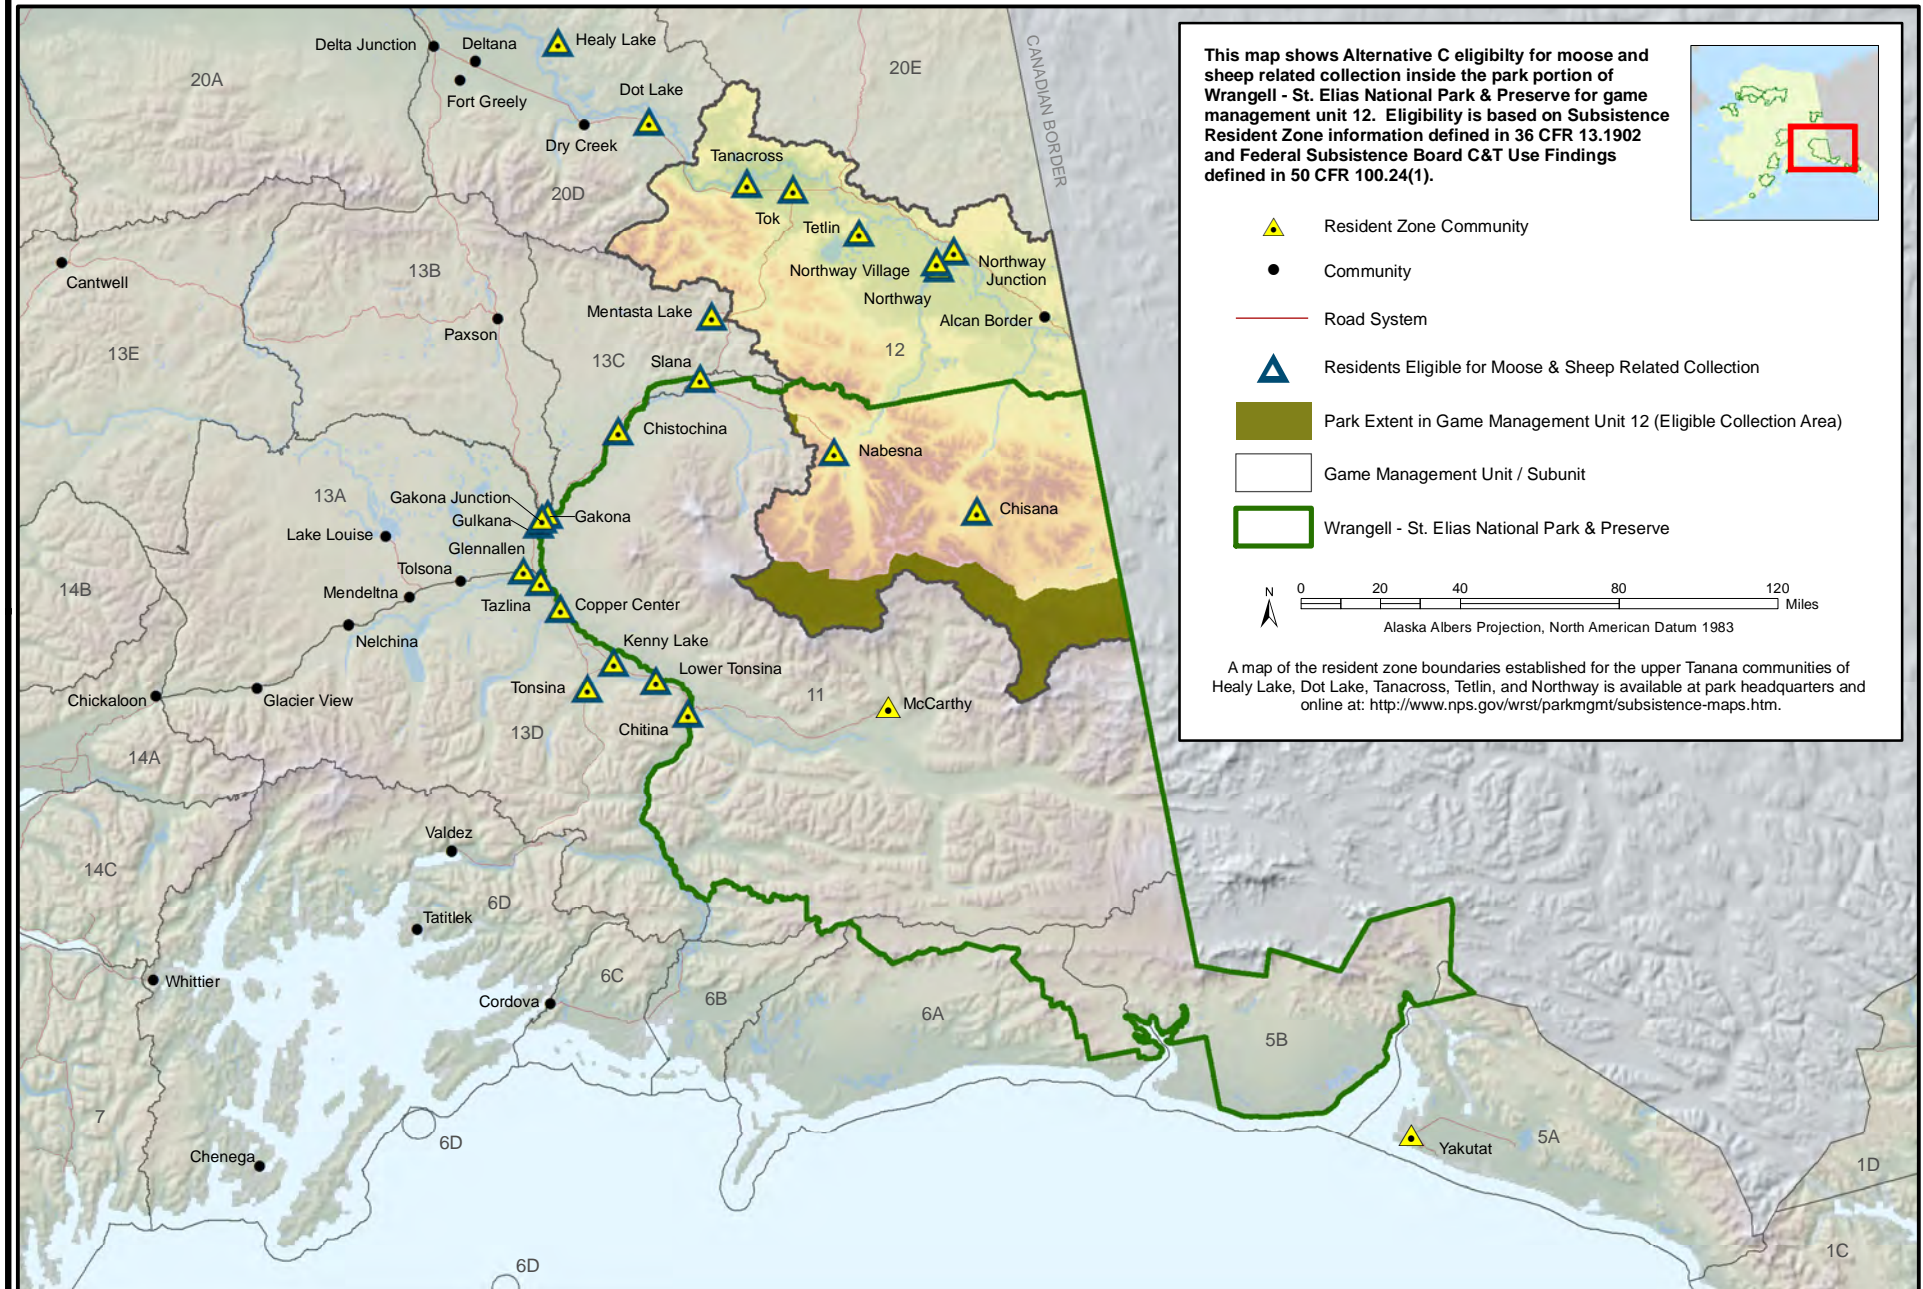 This map shows Alternative C eligibilty for moose and
sheep related collection inside the park portion of
Wrangell - St. Elias National Park & Preserve for game
management unit 12.  Eligibility is based on Subsistence
Resident Zone information defined in 36 CFR 13.1902
and Federal Subsistence Board C&T Use Findings
defined in 50 CFR 100.24(1).
Resident Zone Community
Community
Road System
Residents Eligible for Moose & Sheep Related Collection
Park Extent in Game Management Unit 12 (Eligible Collection Area)
Game Management Unit / Subunit
Wrangell - St. Elias National Park & Preserve
N
0 20 40 80 120
Miles
Alaska Albers Projection, North American Datum 1983
A map of the resident zone boundaries established for the upper Tanana communities of
Healy Lake, Dot Lake, Tanacross, Tetlin, and Northway is available at park headquarters and
online at: http://www.nps.gov/wrst/parkmgmt/subsistence-maps.htm.
CANADIAN BORDER
Delta Junction
Deltana
Healy Lake
20A
20E
Fort Greely
Dot Lake
Dry Creek
Tanacross
20D
Tok
Tetlin
Northway Village
Northway
Junction
Northway
Alcan Border
Cantwell
13B
Mentasta Lake
Paxson
13E
13C
12
Slana
Chistochina
Nabesna
13A
Gakona Junction
Gakona
Gulkana
Chisana
Lake Louise
Glennallen
Tolsona
14B
Mendeltna
Tazlina
Copper Center
Nelchina
Kenny Lake
Lower Tonsina
Tonsina
11
McCarthy
Chickaloon
Glacier View
Chitina
13D
14A
Valdez
14C
6D
Tatitlek
Whittier
6C
Cordova
6B
6A
5B
7
6D
Chenega
Yakutat
5A
1D
1C
6D